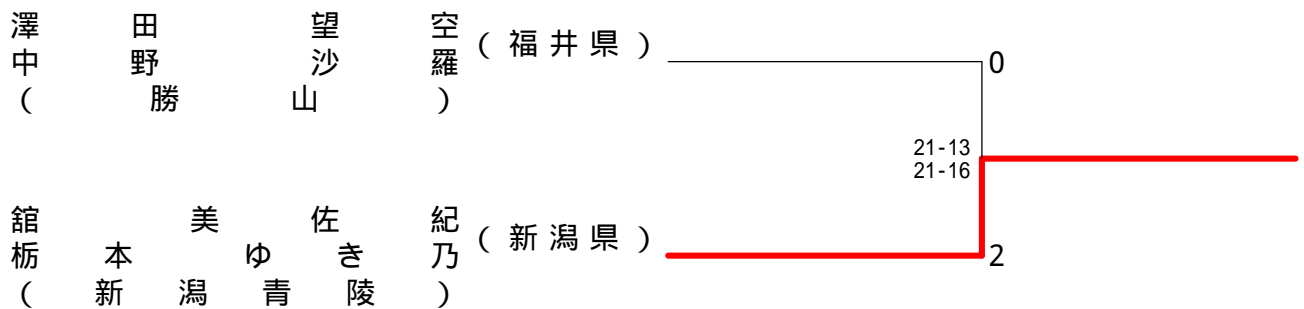 澤田望空
中野沙羅
(勝山)
(福井県)
0
21-13
21-16
舘美佐紀
栃本ゆき乃
(新潟青陵)
(新潟県)
2